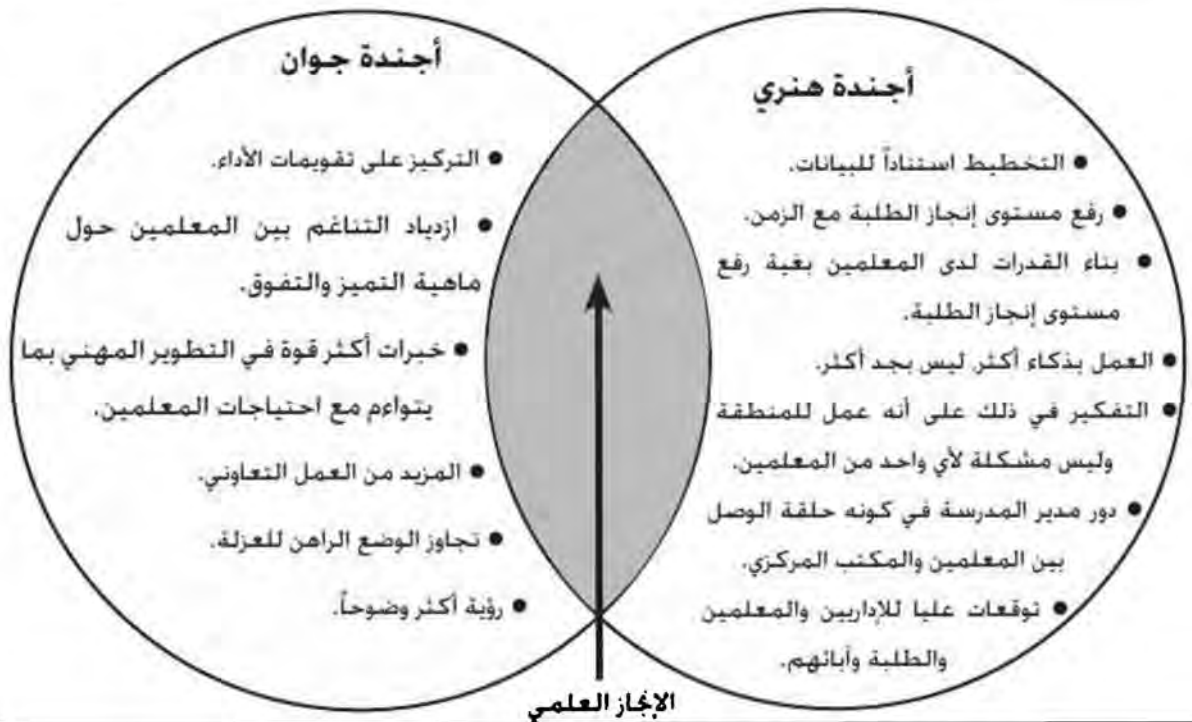 أجندة هنري
● التخطيط استناداً للبيانات.
● رفع مستوى إنجاز الطلبة مع الزمن.
● بناء القدرات لدى المعلمين بغية رفع
مستوى إنجاز الطلبة.
● العمل بذكاء أكثر، ليس بجد أكثر.
● التفكير في ذلك على أنه عمل للمنطقة
وليس مشكلة لأي واحد من المعلمين.
● دور مدير المدرسة في كونه حلقة الوصل
بين المعلمين والمكتب المركزي.
● توقعات عليا للإداريين والمعلمين
والطلبة وآبائهم.
أجندة جوان
● التركيز على تقويمات الأداء.
● ازدياد التناغم بين المعلمين حول
ماهية التميز والتفوق.
● خبرات أكثر قوة في التطوير المهني بما
يتواءم مع احتياجات المعلمين.
● المزيد من العمل التعاوني.
● تجاوز الوضع الراهن للعزلة.
● رؤية أكثر وضوحاً.
الإنجاز العلمي